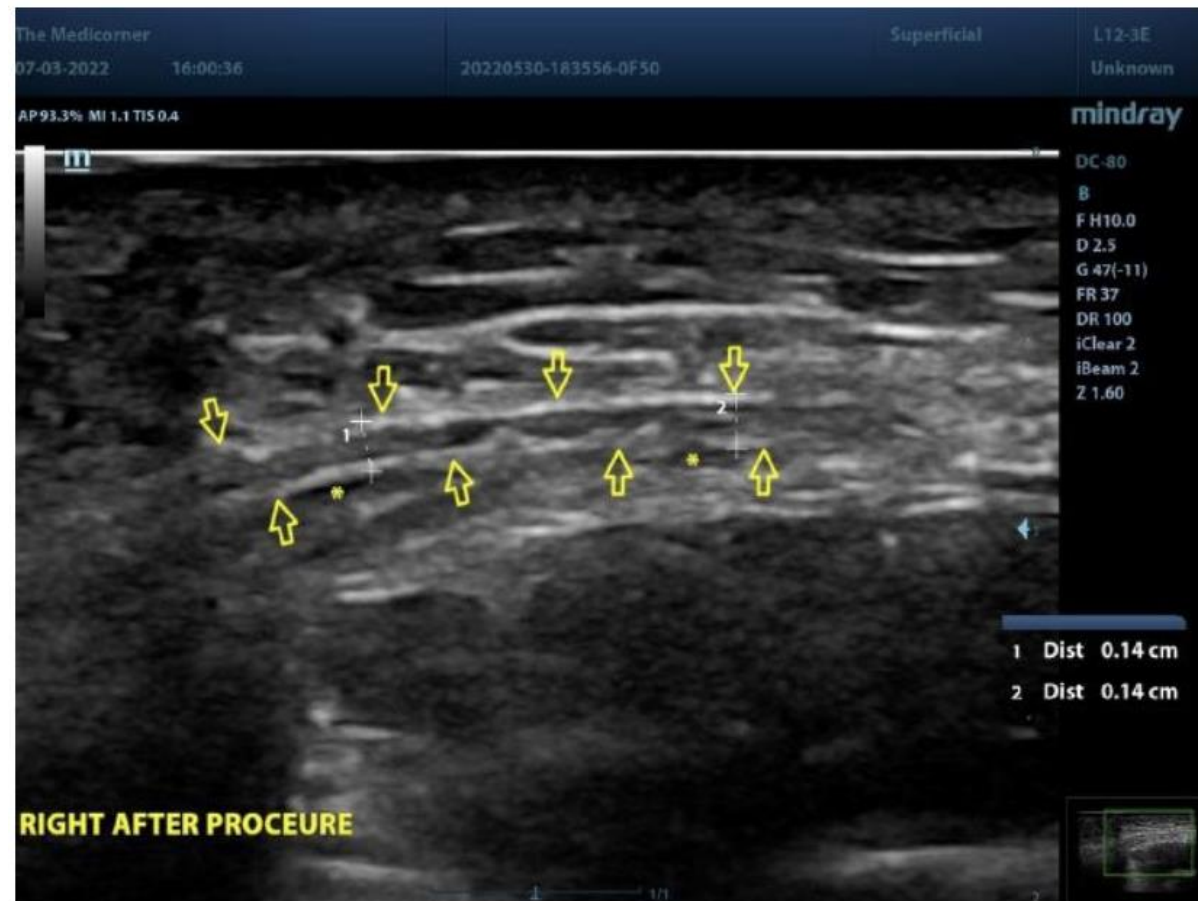 The Medicorner
Superficial
L12-3E
07-03-2022 16:00:36
20220530-183556-0F50
Unknown
AP 93.3% MI 1.1 TIS 0.4
mindray
m
DC-80
B
F H10.0
D 2.5
G 47(-11)
FR 37
DR 100
iClear 2
iBeam 2
Z 1.60
0
1
2
*
*
1 Dist 0.14 cm
2 Dist 0.14 cm
RIGHT AFTER PROCEURE
1/1
2